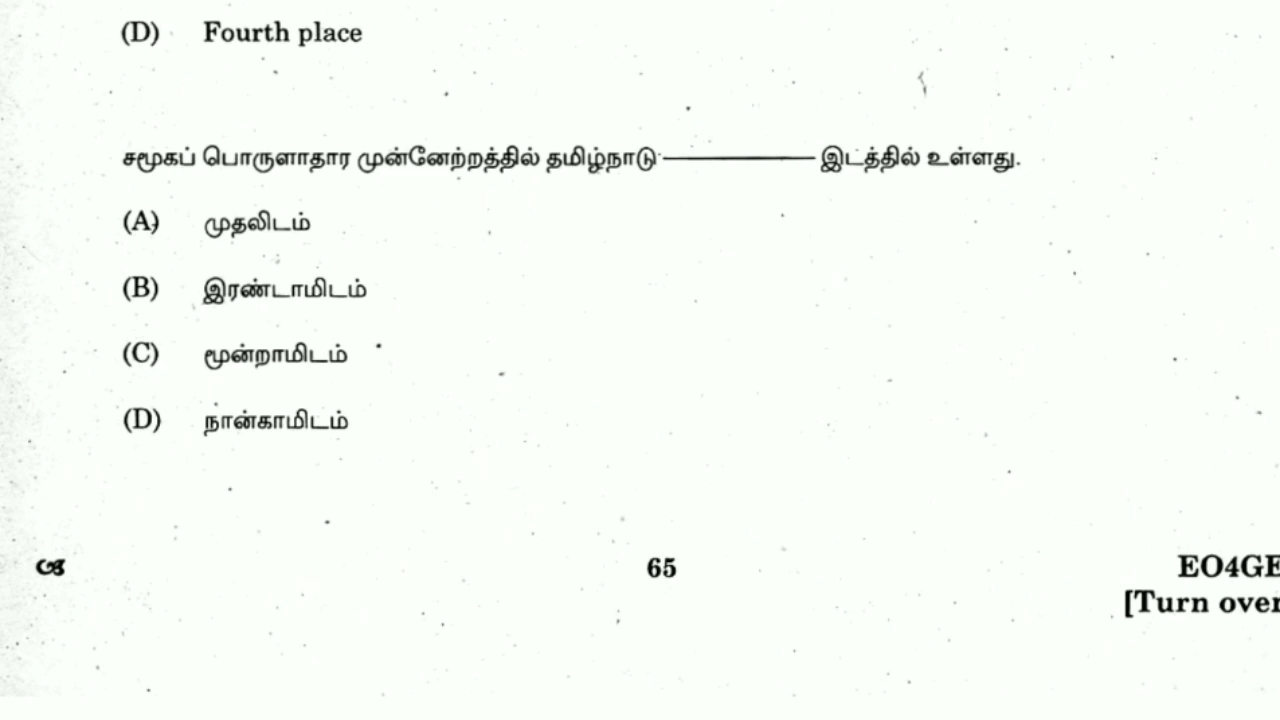 (D) Fourth place
சமூகப் பொருளாதார முன்னேற்றத்தில் தமிழ்நாடு ———— இடத்தில் உள்ளது.
(A) முதலிடம்
(B) இரண்டாமிடம்
(C) மூன்றாமிடம்
(D) நான்காமிடம்
65
EO4GE
[Turn over